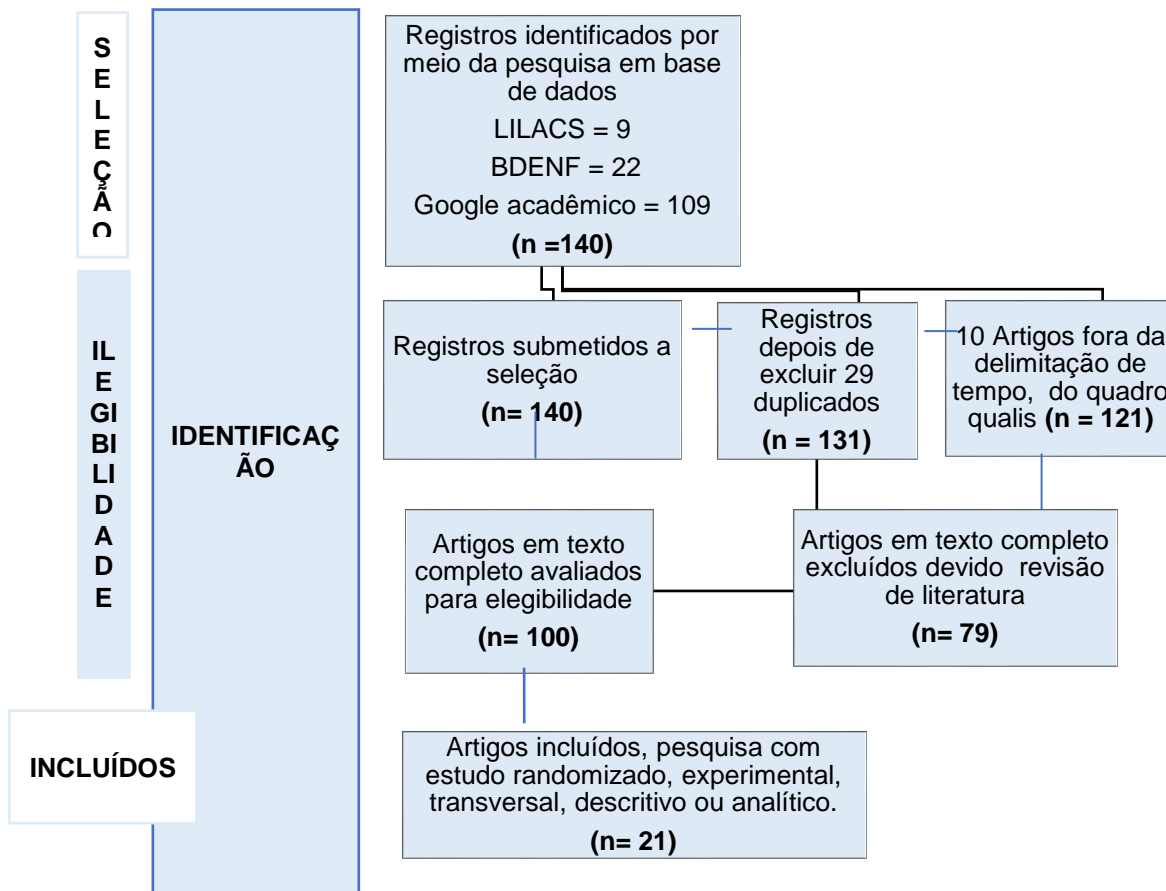 S
E
L
E
Ç
Ã
O
IL
E
GIBI
LI
D
A
D
E
INCLUÍDOS
IDENTIFICAÇ
ÃO
Registros identificados por
meio da pesquisa em base
de dados
LILACS = 9
BDENF = 22
Google acadêmico = 109
(n =140)
Registros submetidos a
seleção
(n= 140)
Registros
depois de
excluir 29
duplicados
(n = 131)
10 Artigos fora da
delimitação de
tempo, do quadro
qualis (n = 121)
Artigos em texto
completo avaliados
para elegibilidade
(n= 100)
Artigos em texto completo
excluídos devido revisão
de literatura
(n= 79)
Artigos incluídos, pesquisa com
estudo randomizado, experimental,
transversal, descritivo ou analítico.
(n= 21)